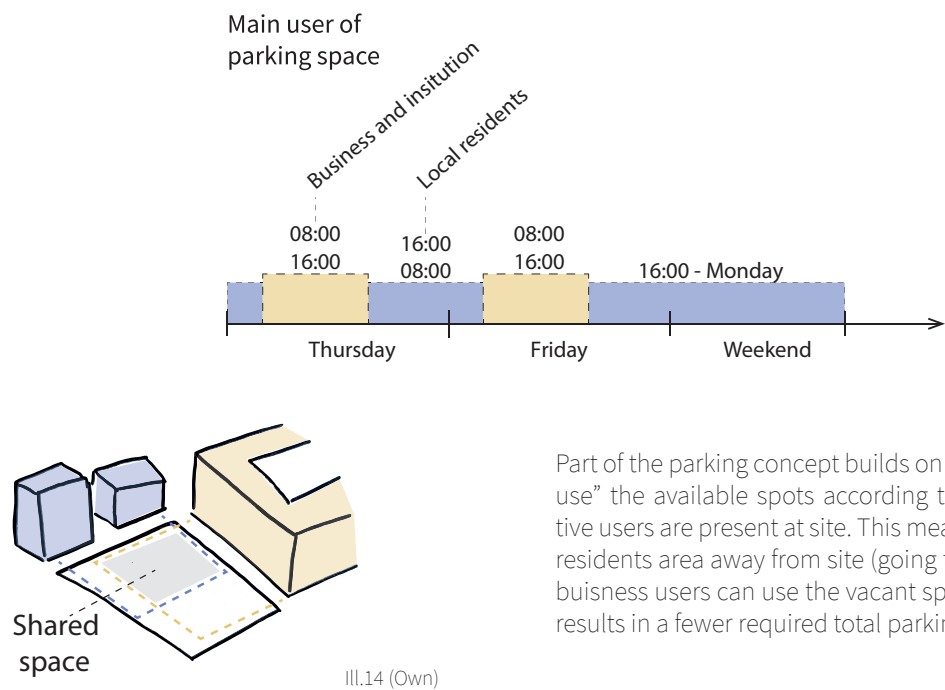 Main user of
parking space
Business and insitution
Local residents
08:00
16:00
16:00
08:00
08:00
16:00
16:00 - Monday
Thursday
Friday
Weekend
Shared
space
Ill.14 (Own)
Part of the parking concept builds on
use” the available spots according t
tive users are present at site. This mea
residents area away from site (going
buisness users can use the vacant sp
results in a fewer required total parkin